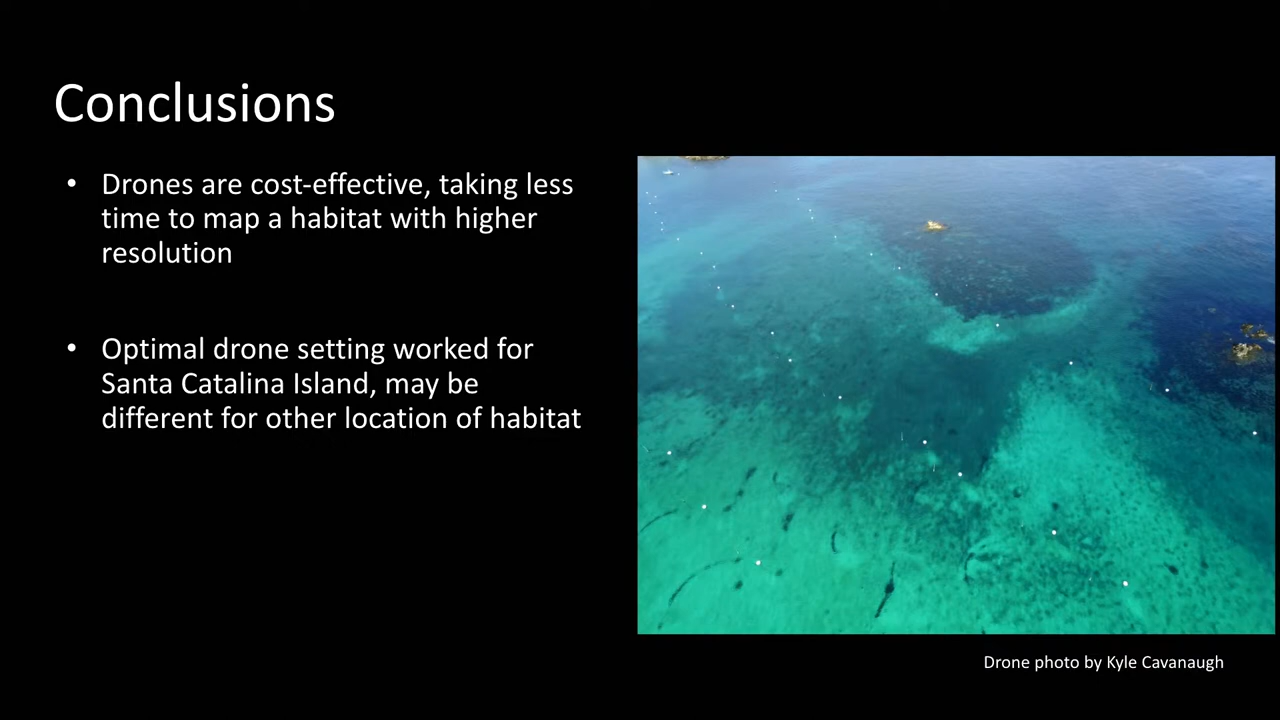 Conclusions
• Drones are cost-effective, taking less
time to map a habitat with higher
resolution
• Optimal drone setting worked for
Santa Catalina Island, may be
different for other location of habitat
Drone photo by Kyle Cavanaugh